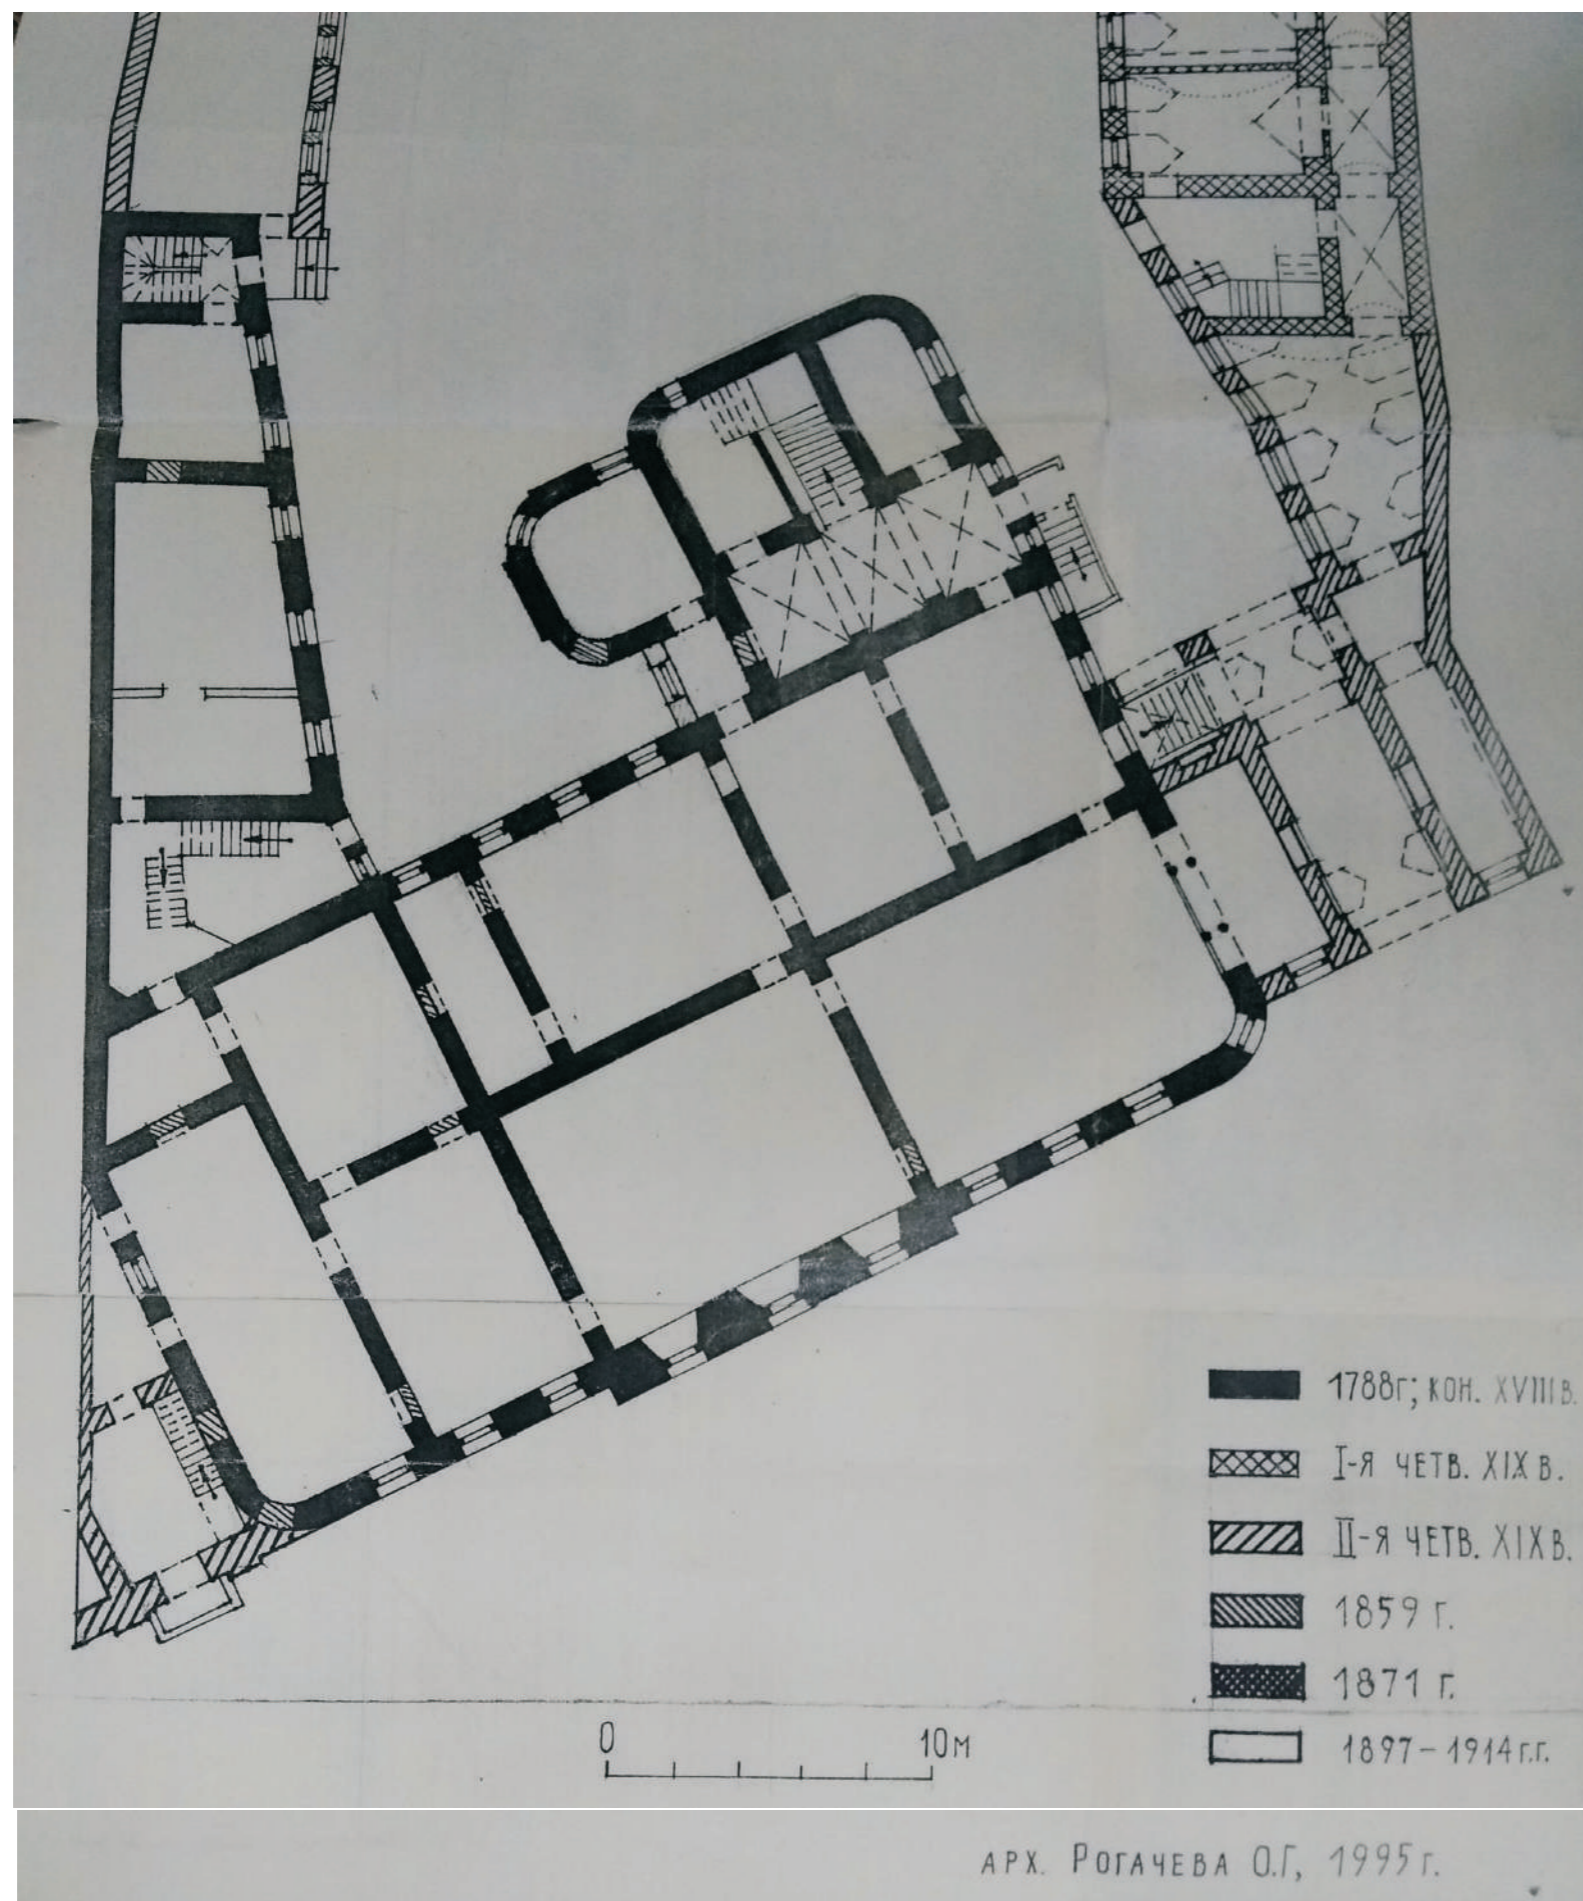 1788г; кон. XVIII в.
I-я четв. XIX в.
II-я четв. XIX в.
1859 г.
1871 г.
1897 – 1914 г.г.
0 10м
арх. Рогачева О.Г, 1995 г.